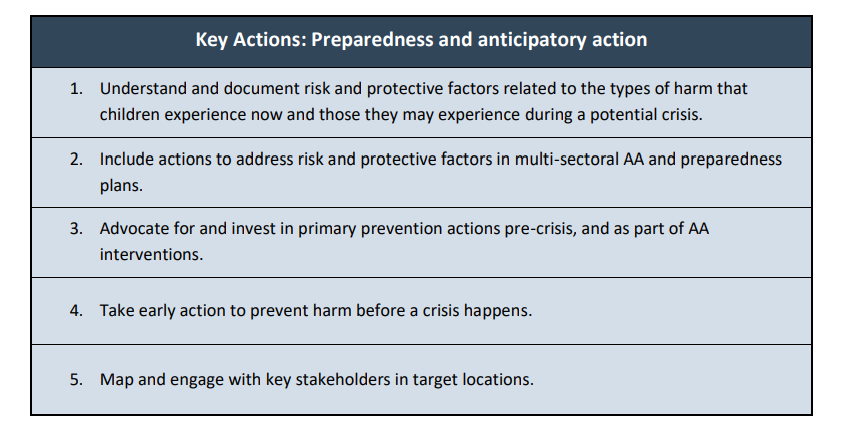 Key Actions: Preparedness and anticipatory action
1. Understand and document risk and protective factors related to the types of harm that
children experience now and those they may experience during a potential crisis.
2. Include actions to address risk and protective factors in multi-sectoral AA and preparedness
plans.
3. Advocate for and invest in primary prevention actions pre-crisis, and as part of AA
interventions.
4. Take early action to prevent harm before a crisis happens.
5. Map and engage with key stakeholders in target locations.